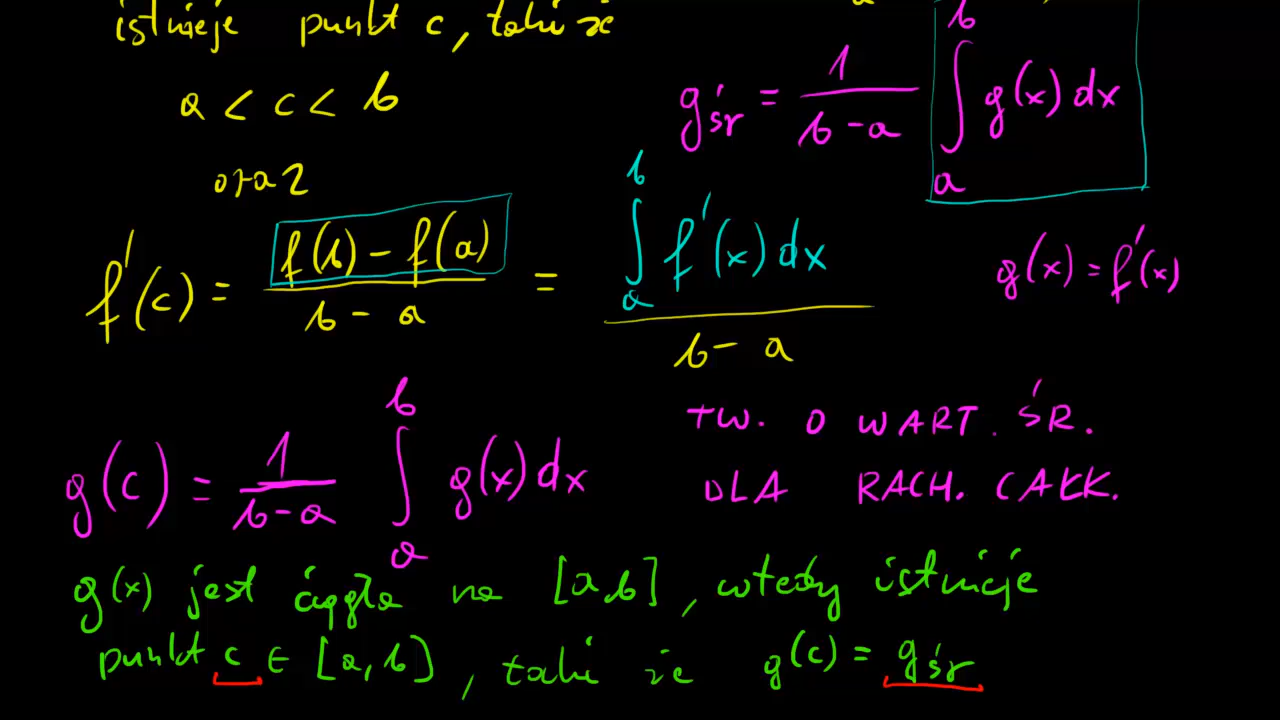 istnieje punkt c, taki że
a < c < b
g śr = 1/(b-a) ∫_a^b g(x) dx
oraz
f'(c) = (f(b) - f(a))/(b - a) = (∫_a^b f'(x) dx)/(b - a)
g(x) = f'(x)
g(c) = 1/(b-a) ∫_a^b g(x) dx
TW. O WART. ŚR.
DLA RACH. CAŁK.
g(x) jest ciągła na [a,b], wtedy istnieje
punkt c ∈ [a,b], taki że g(c) = g śr